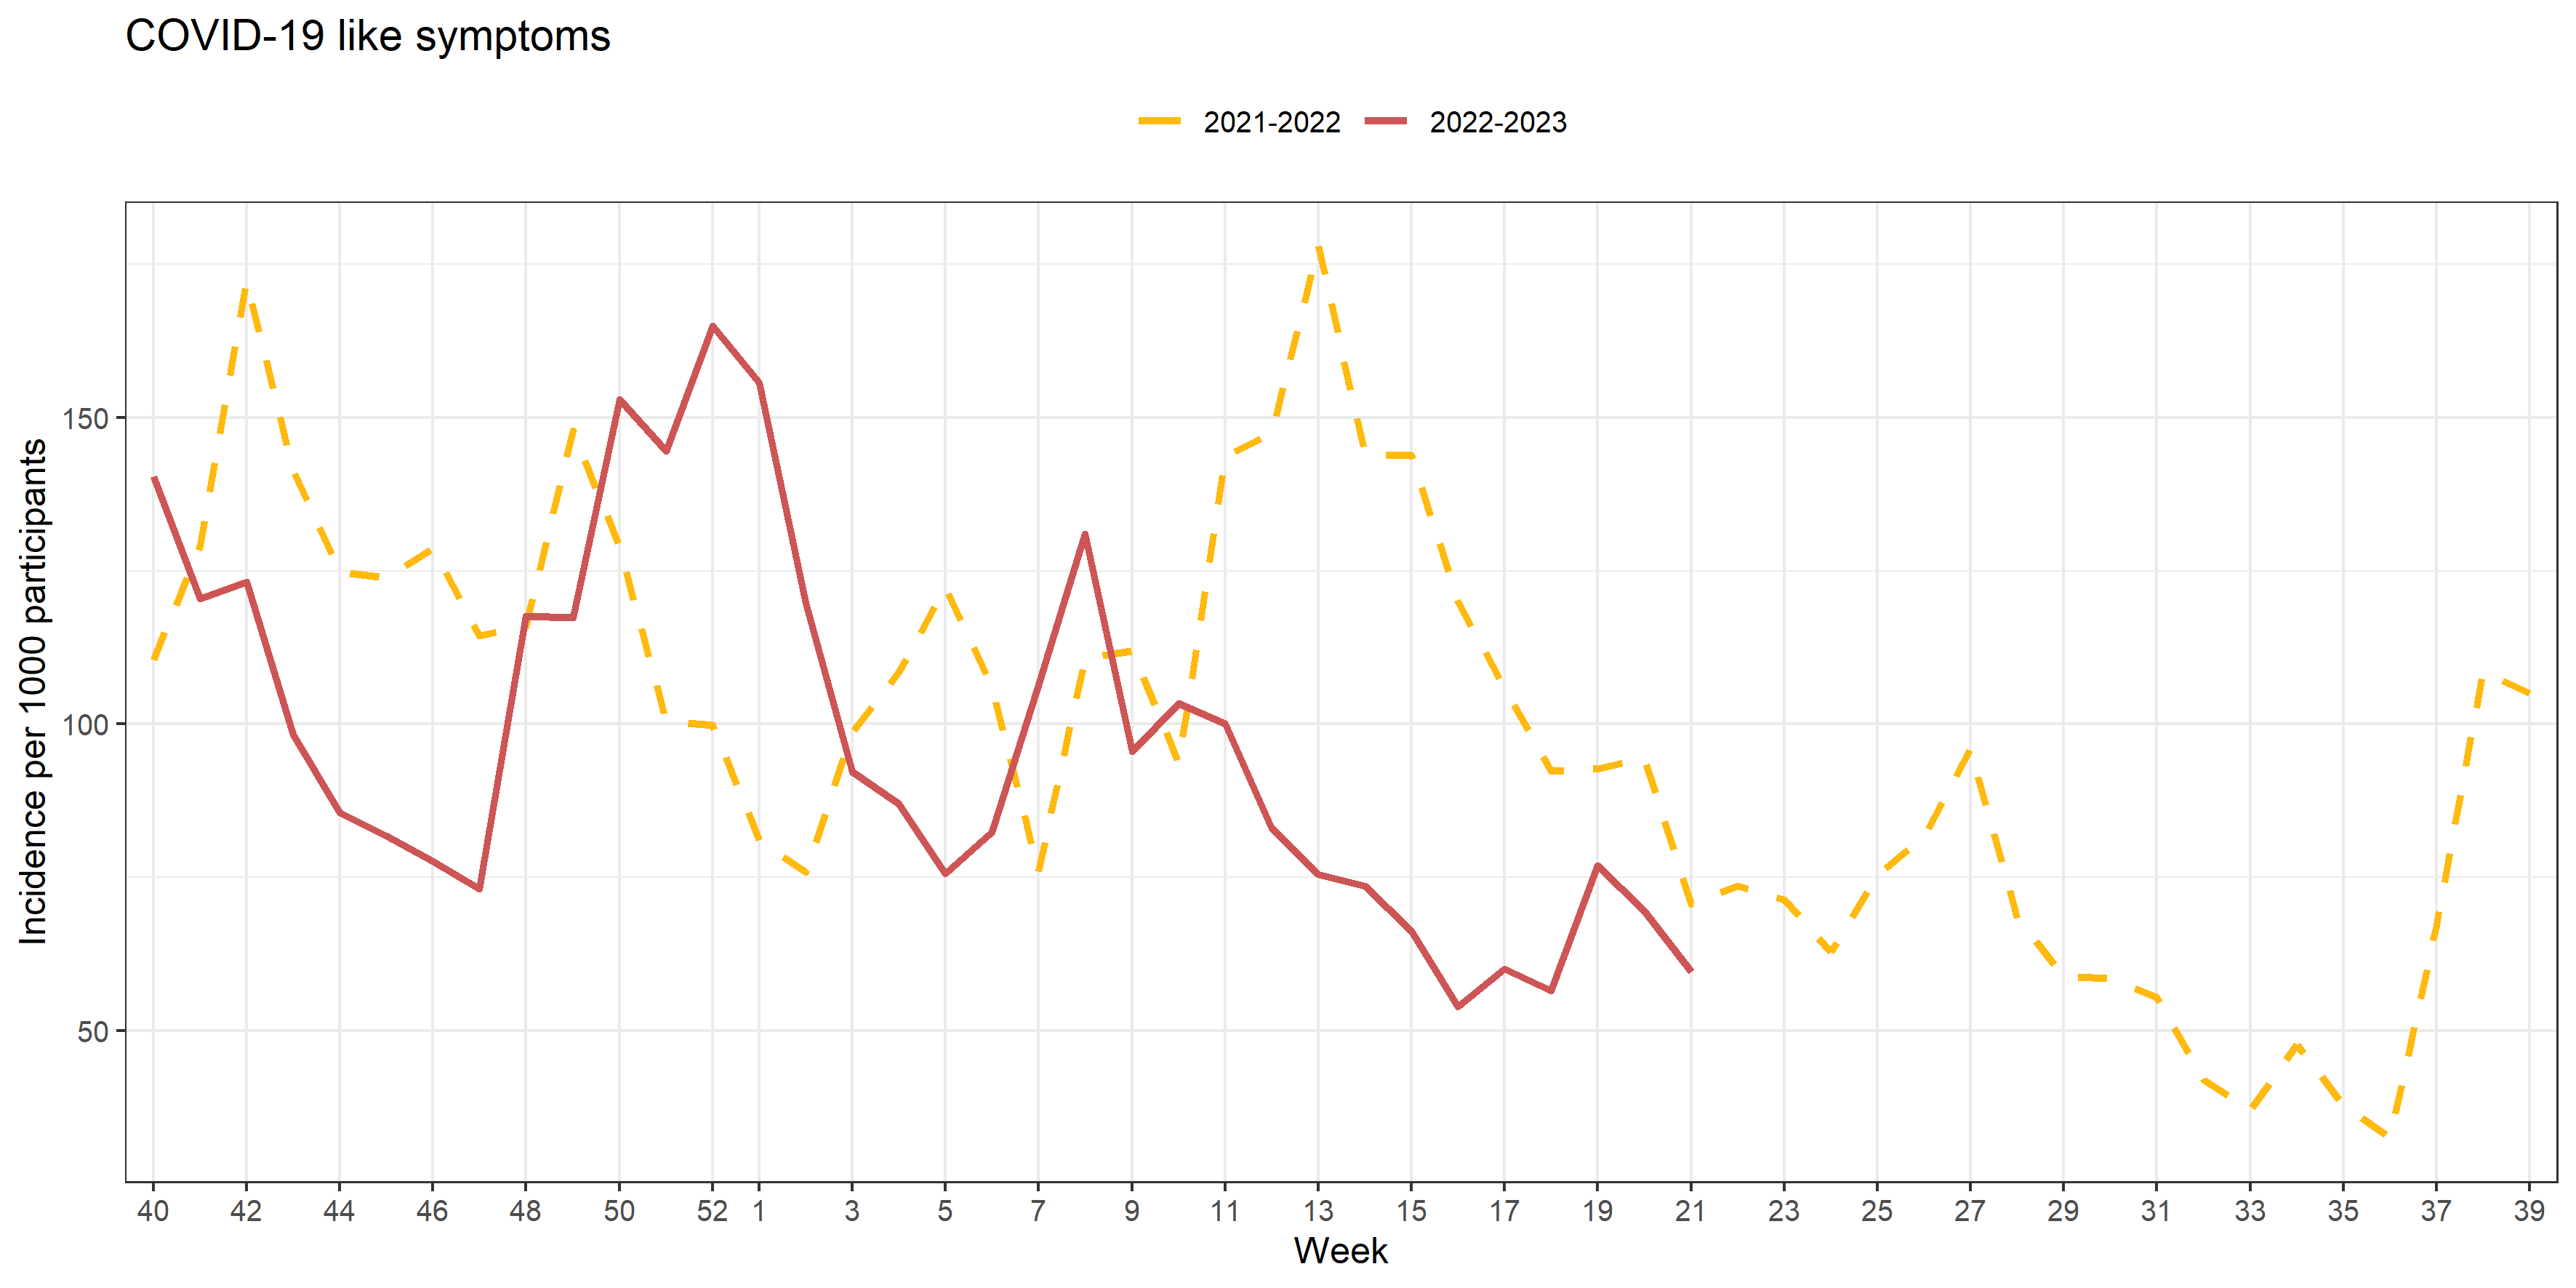 COVID-19 like symptoms
2021-2022 2022-2023
Incidence per 1000 participants
150
100
50
40 42 44 46 48 50 52 1 3 5 7 9 11 13 15 17 19 21 23 25 27 29 31 33 35 37 39
Week